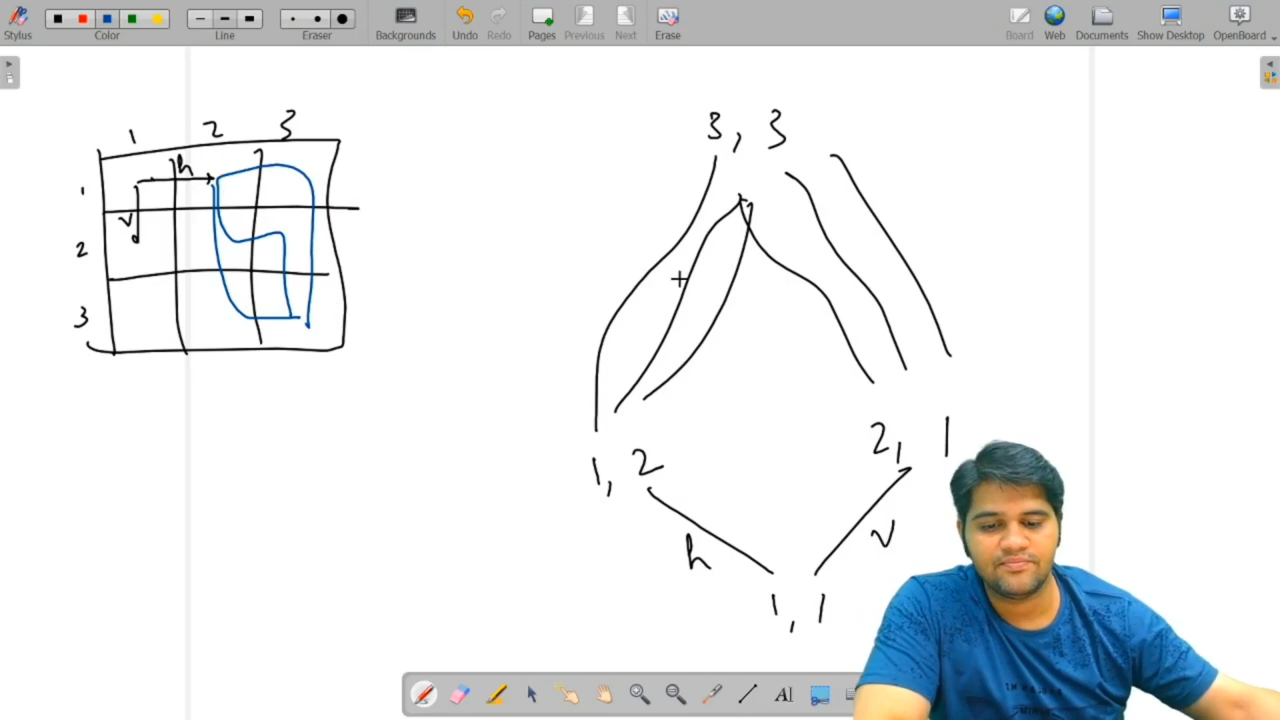 Stylus
Color
Line
Eraser
Backgrounds
Undo
Redo
Pages
Previous
Next
Erase
Board
Web
Documents
Show Desktop
OpenBoard
1 2 3
h
1
v
2
3
3, 3
1, 2
2, 1
h
v
1, 1
AI